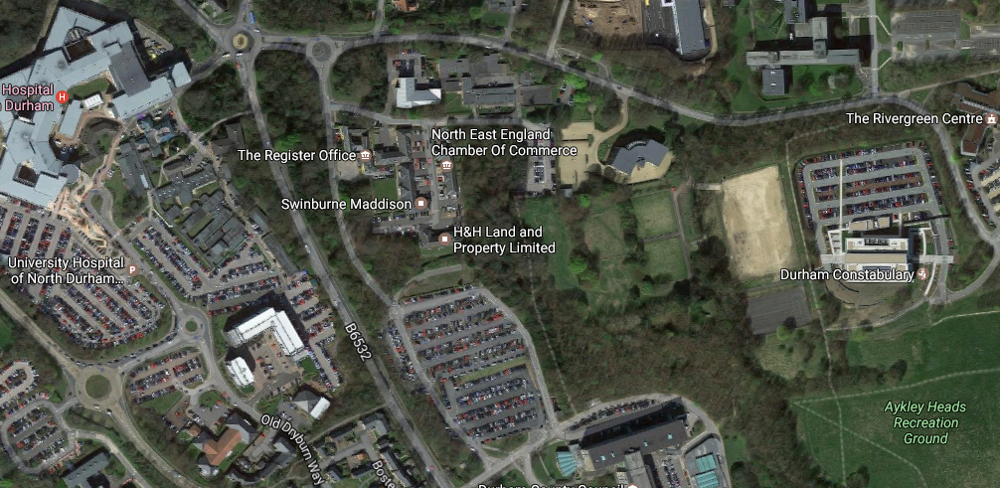 Hospital
Durham
The Rivergreen Centre
North East England
Chamber Of Commerce
The Register Office
Swinburne Maddison
H&H Land and
Property Limited
University Hospital
of North Durham...
P
Durham Constabulary
B6532
Aykley Heads
Recreation
Ground
Old Dryburn Way
Boste
Durham County Council
H